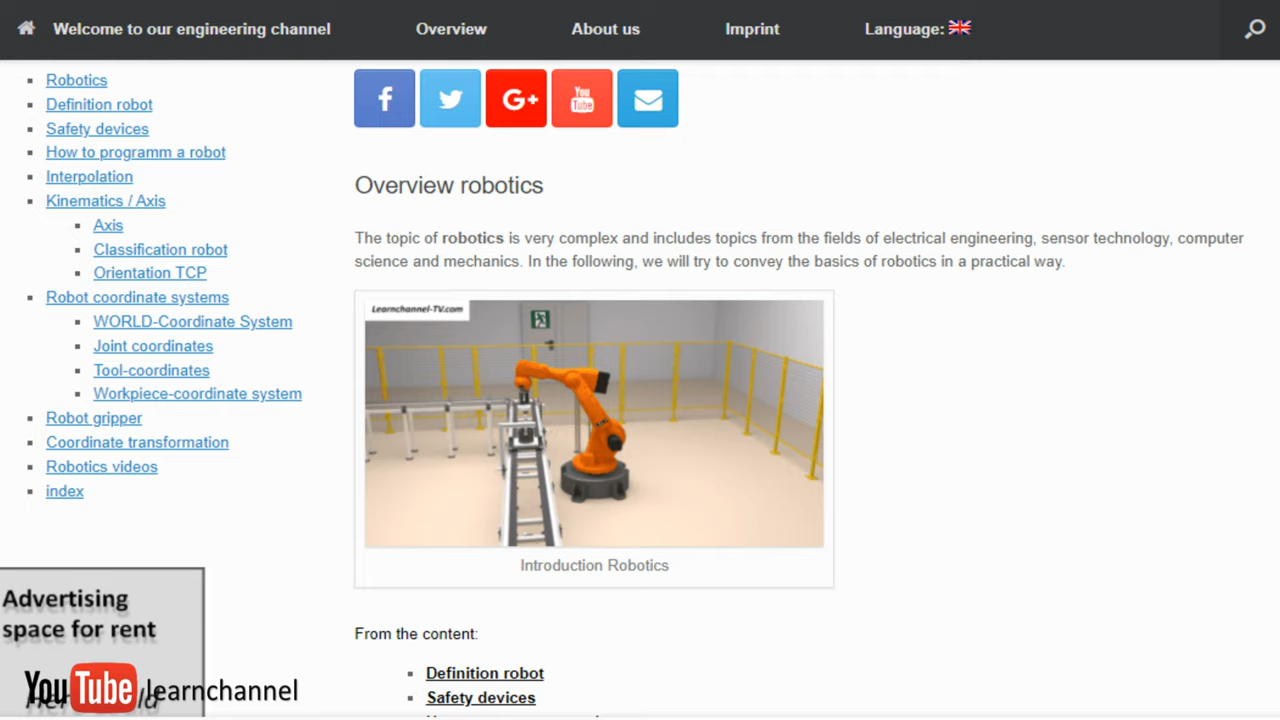 Welcome to our engineering channel
Overview
About us
Imprint
Language:
Robotics
Definition robot
Safety devices
How to programm a robot
Interpolation
Kinematics / Axis
Axis
Classification robot
Orientation TCP
Robot coordinate systems
WORLD-Coordinate System
Joint coordinates
Tool-coordinates
Workpiece-coordinate system
Robot gripper
Coordinate transformation
Robotics videos
index
Advertising
space for rent
YouTube learnchannel
f
G+
You
Tube
Overview robotics
The topic of robotics is very complex and includes topics from the fields of electrical engineering, sensor technology, computer
science and mechanics. In the following, we will try to convey the basics of robotics in a practical way.
Learnchannel-TV.com
Introduction Robotics
From the content:
Definition robot
Safety devices